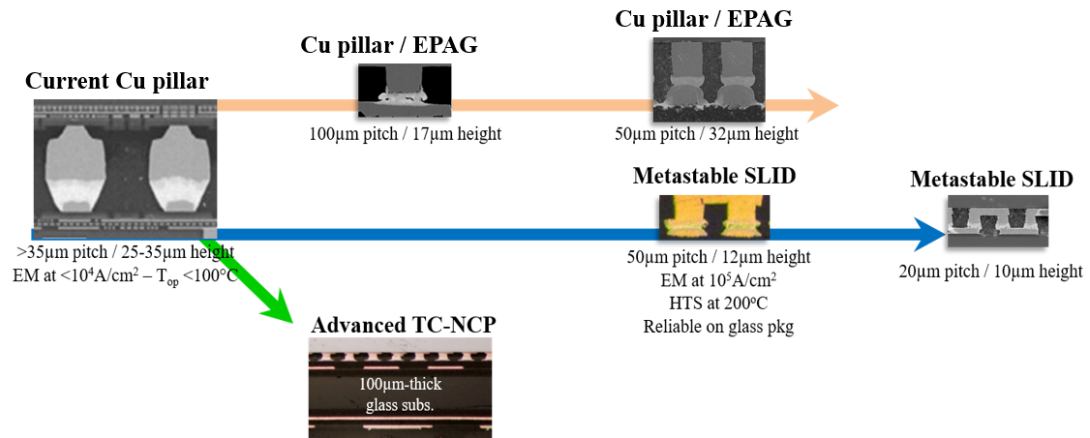 Cu pillar / EPAG
Cu pillar / EPAG
Current Cu pillar
100µm pitch / 17µm height
50µm pitch / 32µm height
Metastable SLID
Metastable SLID
>35µm pitch / 25-35µm height
EM at <10⁴A/cm² – Tₒₚ <100°C
50µm pitch / 12µm height
EM at 10⁵A/cm²
HTS at 200°C
Reliable on glass pkg
20µm pitch / 10µm height
Advanced TC-NCP
100µm-thick
glass subs.